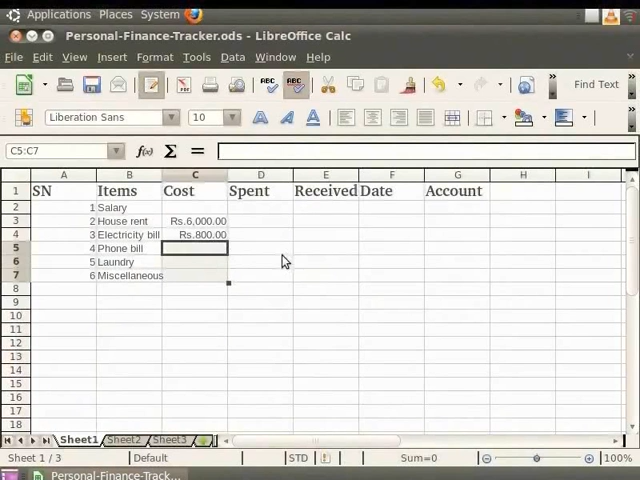 Applications Places System
Personal-Finance-Tracker.ods - LibreOffice Calc
File Edit View Insert Format Tools Data Window Help
ABC ABC Find Text
Liberation Sans 10 A A A
C5:C7 f(x) Σ =
A B C D E F G H I
1 SN Items Cost Spent Received Date Account
2 1 Salary
3 2 House rent Rs.6,000.00
4 3 Electricity bill Rs.800.00
5 4 Phone bill
6 5 Laundry
7 6 Miscellaneous
8
9
10
11
12
13
14
15
16
17
18
Sheet1 Sheet2 Sheet3
Sheet 1 / 3 Default STD Sum=0 100%
Personal-Finance-Track...